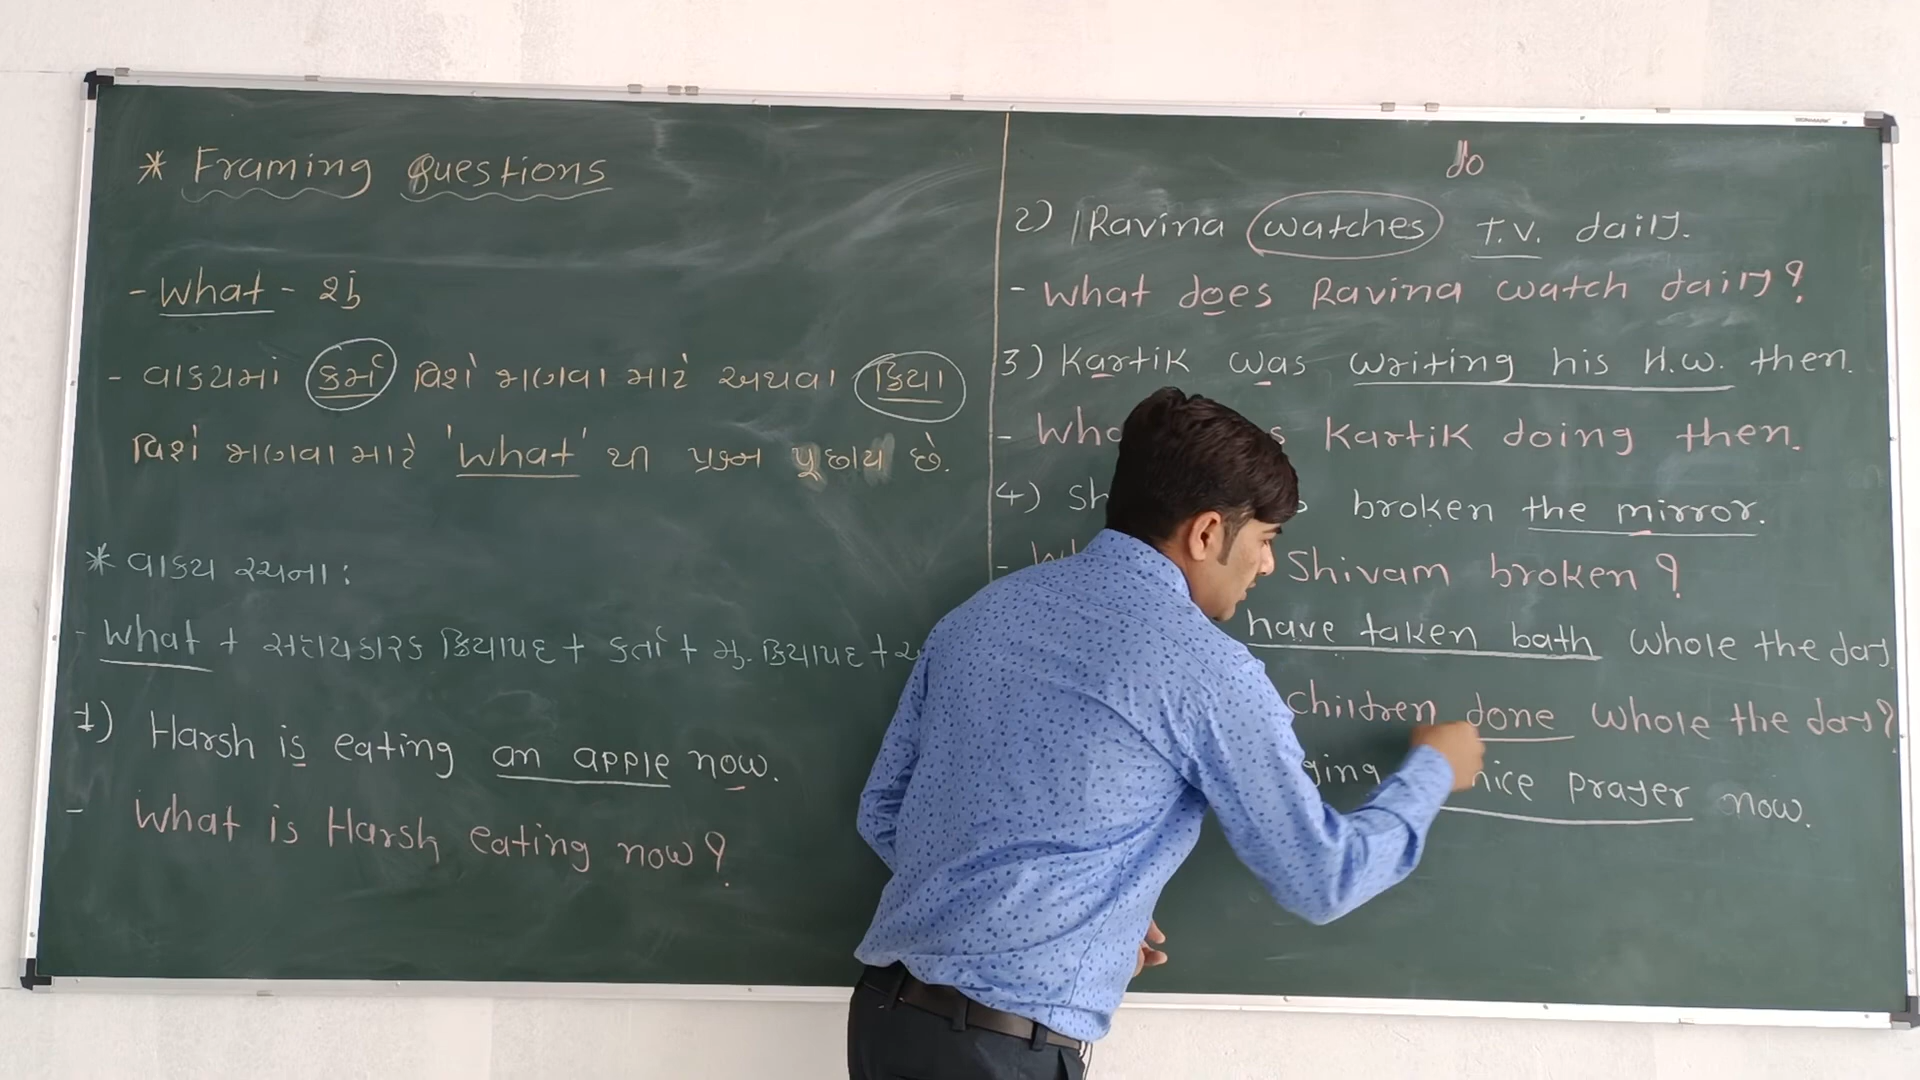 * Framing Questions
- What - શું
- વાક્યમાં કર્મ વિશે જાણવા માટે અથવા ક્રિયા
વિશે જાણવા માટે 'What' થી પ્રશ્ન પૂછાય છે.
* વાક્ય રચના :
- What + સહાયકારક ક્રિયાપદ + કર્તા + મૂ. ક્રિયાપદ +
1) Harsh is eating an apple now.
- What is Harsh eating now?
do
2) Ravina watches T.V. daily.
- What does Ravina watch daily?
3) Kartik was writing his H.W. then.
- Kartik doing then.
4) broken the mirror.
- Shivam broken?
have taken bath whole the day
children done whole the day?
nice prayer now.